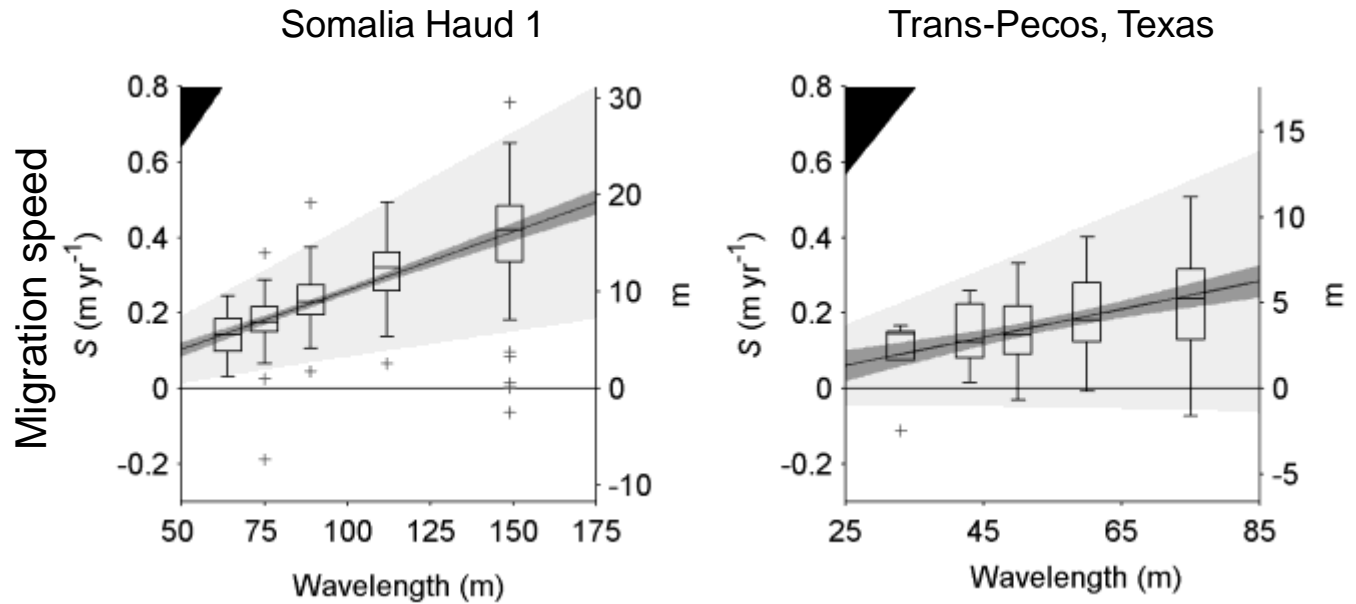 Somalia Haud 1
Migration speed
S (m yr-1)
0.8
0.6
0.4
0.2
0
-0.2
30
20
10
0
-10
m
50 75 100 125 150 175
Wavelength (m)
Trans-Pecos, Texas
S (m yr-1)
0.8
0.6
0.4
0.2
0
-0.2
15
10
5
0
-5
m
25 45 65 85
Wavelength (m)